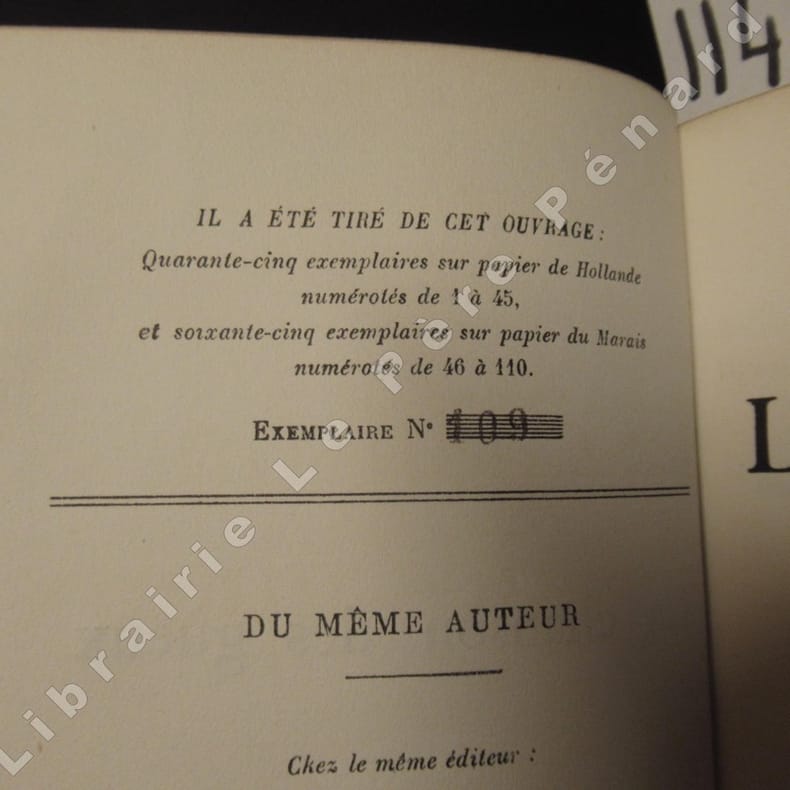 114
IL A ÉTÉ TIRÉ DE CET OUVRAGE :
Quarante-cinq exemplaires sur papier de Hollande
numérotés de 1 à 45,
et soixante-cinq exemplaires sur papier du Marais
numérotés de 46 à 110.
EXEMPLAIRE N° 109
L
DU MÊME AUTEUR
Chez le même éditeur :
Librairie Le Père Pénard